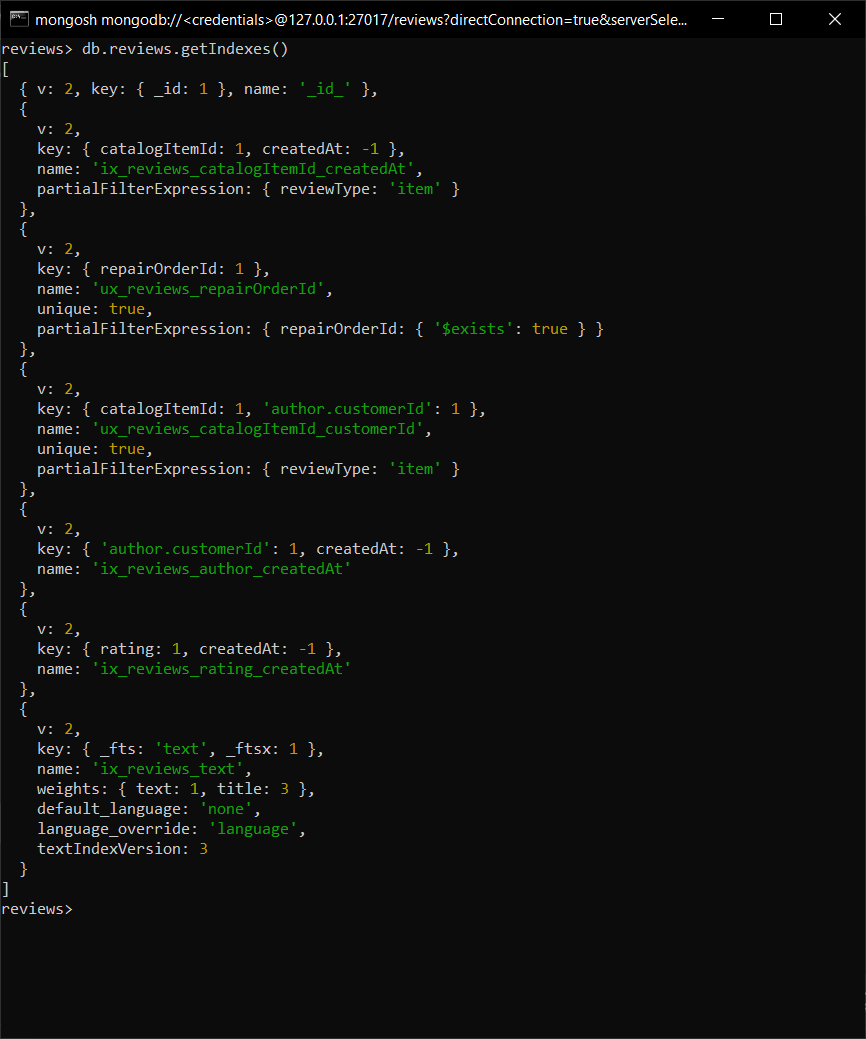 mongosh mongodb://<credentials>@127.0.0.1:27017/reviews?directConnection=true&serverSele...
reviews> db.reviews.getIndexes()
[
  { v: 2, key: { _id: 1 }, name: '_id_' },
  {
    v: 2,
    key: { catalogItemId: 1, createdAt: -1 },
    name: 'ix_reviews_catalogItemId_createdAt',
    partialFilterExpression: { reviewType: 'item' }
  },
  {
    v: 2,
    key: { repairOrderId: 1 },
    name: 'ux_reviews_repairOrderId',
    unique: true,
    partialFilterExpression: { repairOrderId: { '$exists': true } }
  },
  {
    v: 2,
    key: { catalogItemId: 1, 'author.customerId': 1 },
    name: 'ux_reviews_catalogItemId_customerId',
    unique: true,
    partialFilterExpression: { reviewType: 'item' }
  },
  {
    v: 2,
    key: { 'author.customerId': 1, createdAt: -1 },
    name: 'ix_reviews_author_createdAt'
  },
  {
    v: 2,
    key: { rating: 1, createdAt: -1 },
    name: 'ix_reviews_rating_createdAt'
  },
  {
    v: 2,
    key: { _fts: 'text', _ftsx: 1 },
    name: 'ix_reviews_text',
    weights: { text: 1, title: 3 },
    default_language: 'none',
    language_override: 'language',
    textIndexVersion: 3
  }
]
reviews>